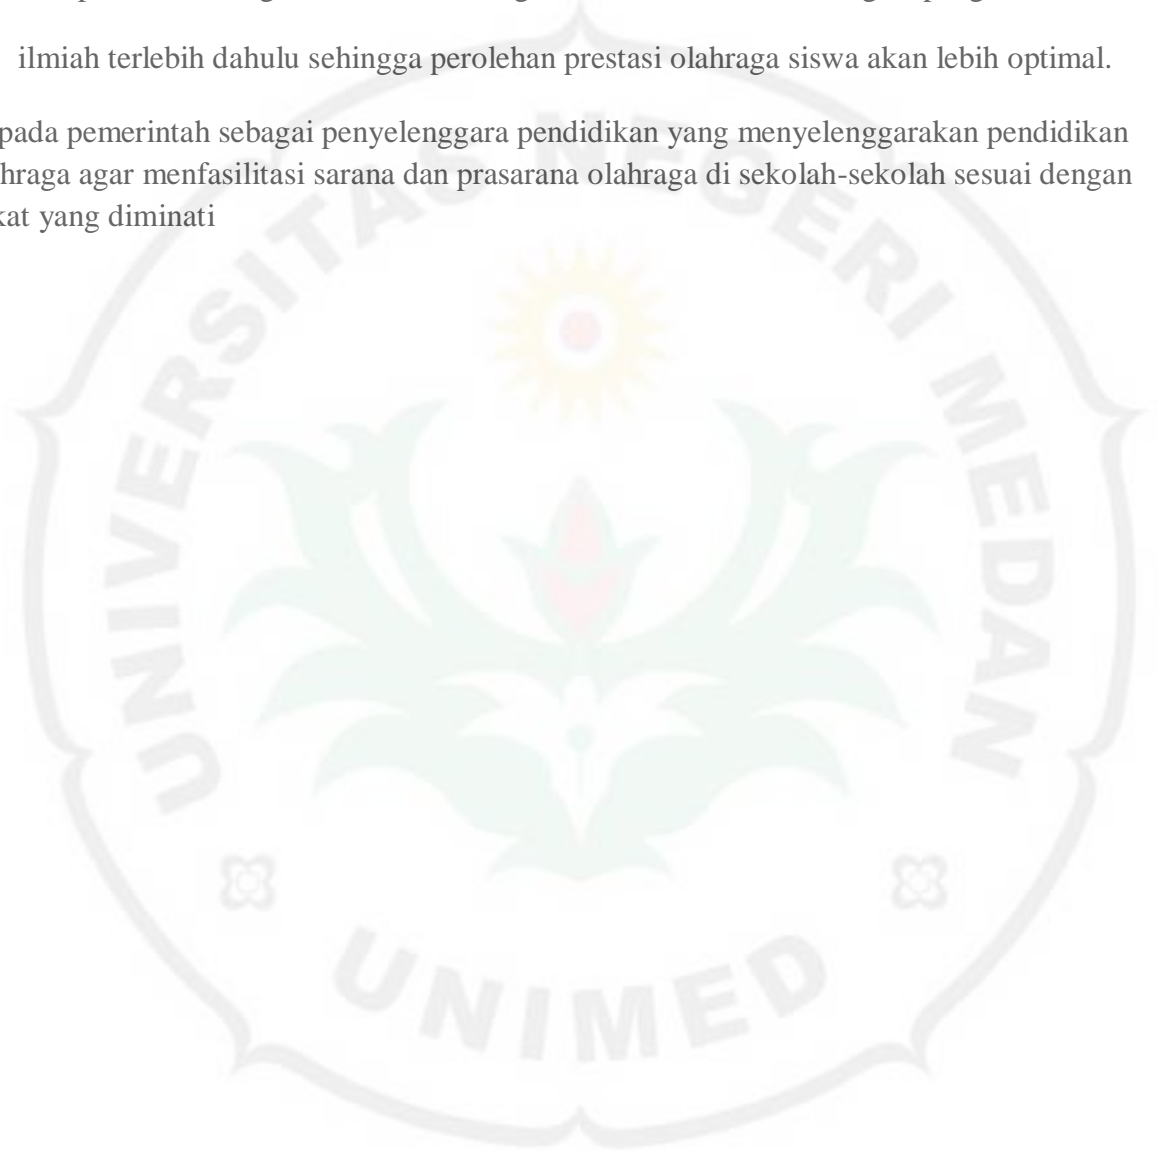 ilmiah terlebih dahulu sehingga perolehan prestasi olahraga siswa akan lebih optimal.
pada pemerintah sebagai penyelenggara pendidikan yang menyelenggarakan pendidikan
hraga agar menfasilitasi sarana dan prasarana olahraga di sekolah-sekolah sesuai dengan
kat yang diminati
UNIVERSITAS NEGERI MEDAN
UNIMED